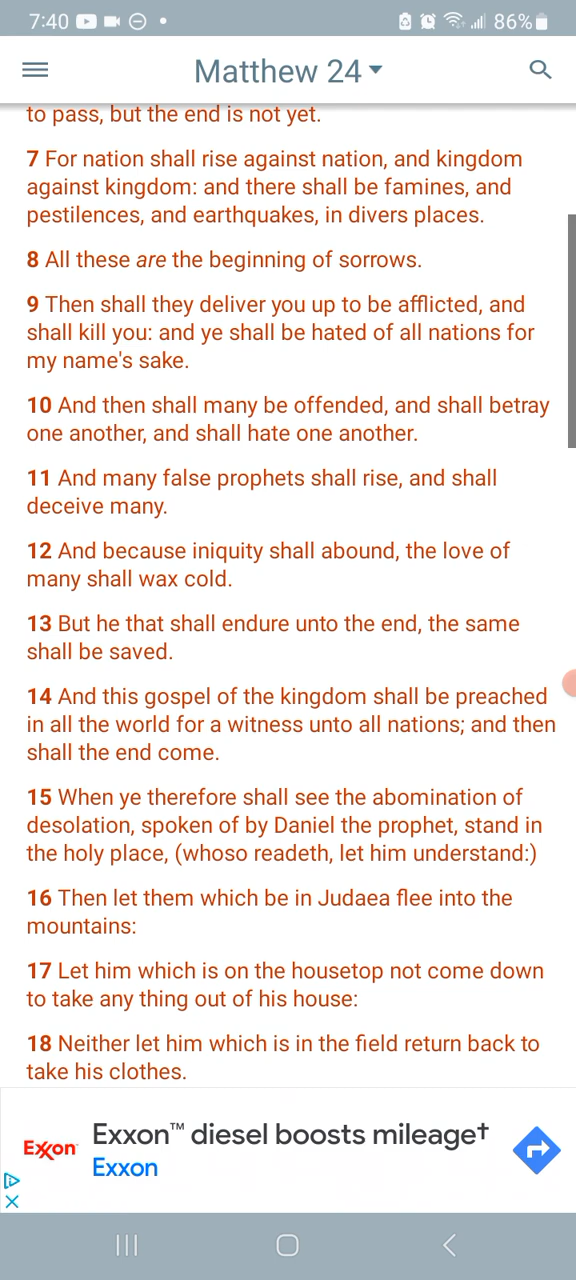 7:40
86%
Matthew 24
to pass, but the end is not yet.
7 For nation shall rise against nation, and kingdom
against kingdom: and there shall be famines, and
pestilences, and earthquakes, in divers places.
8 All these are the beginning of sorrows.
9 Then shall they deliver you up to be afflicted, and
shall kill you: and ye shall be hated of all nations for
my name's sake.
10 And then shall many be offended, and shall betray
one another, and shall hate one another.
11 And many false prophets shall rise, and shall
deceive many.
12 And because iniquity shall abound, the love of
many shall wax cold.
13 But he that shall endure unto the end, the same
shall be saved.
14 And this gospel of the kingdom shall be preached
in all the world for a witness unto all nations; and then
shall the end come.
15 When ye therefore shall see the abomination of
desolation, spoken of by Daniel the prophet, stand in
the holy place, (whoso readeth, let him understand:)
16 Then let them which be in Judaea flee into the
mountains:
17 Let him which is on the housetop not come down
to take any thing out of his house:
18 Neither let him which is in the field return back to
take his clothes.
Exxon
Exxon™ diesel boosts mileage†
Exxon